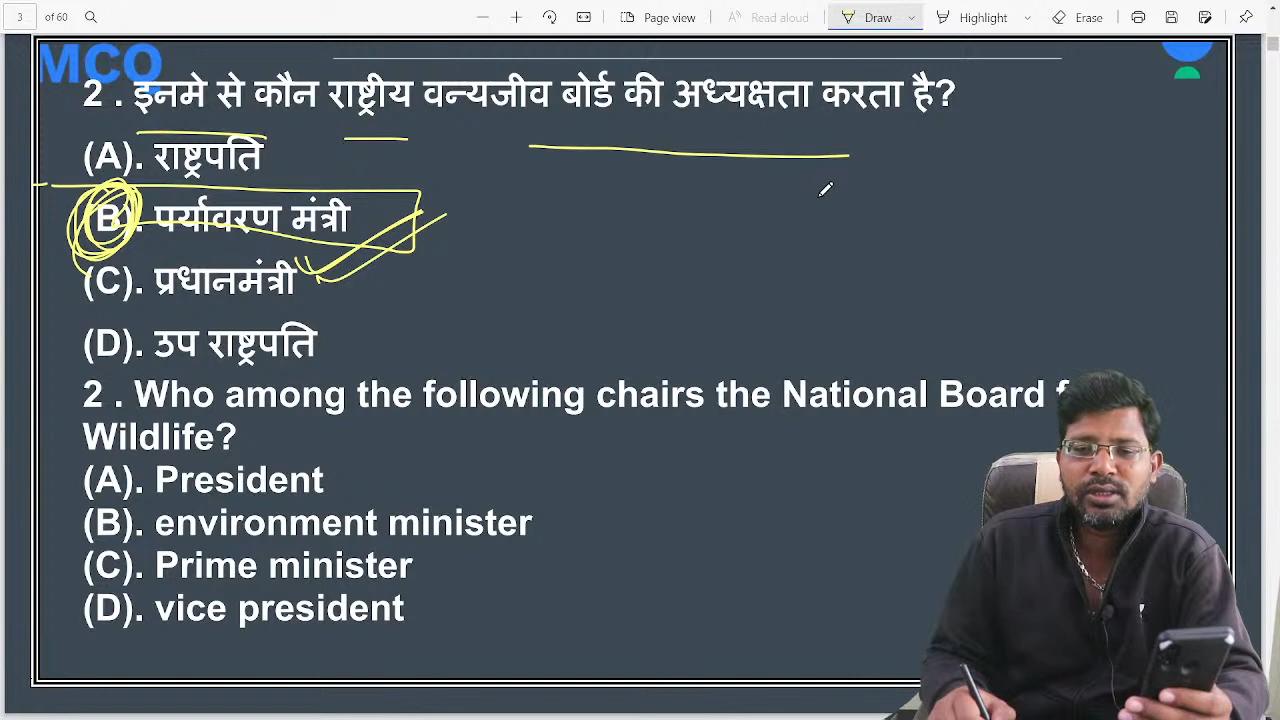 3 of 60 Page view Read aloud Draw Highlight Erase
MCQ
2 . इनमे से कौन राष्ट्रीय वन्यजीव बोर्ड की अध्यक्षता करता है?
(A). राष्ट्रपति
(B). पर्यावरण मंत्री
(C). प्रधानमंत्री
(D). उप राष्ट्रपति
2 . Who among the following chairs the National Board
Wildlife?
(A). President
(B). environment minister
(C). Prime minister
(D). vice president